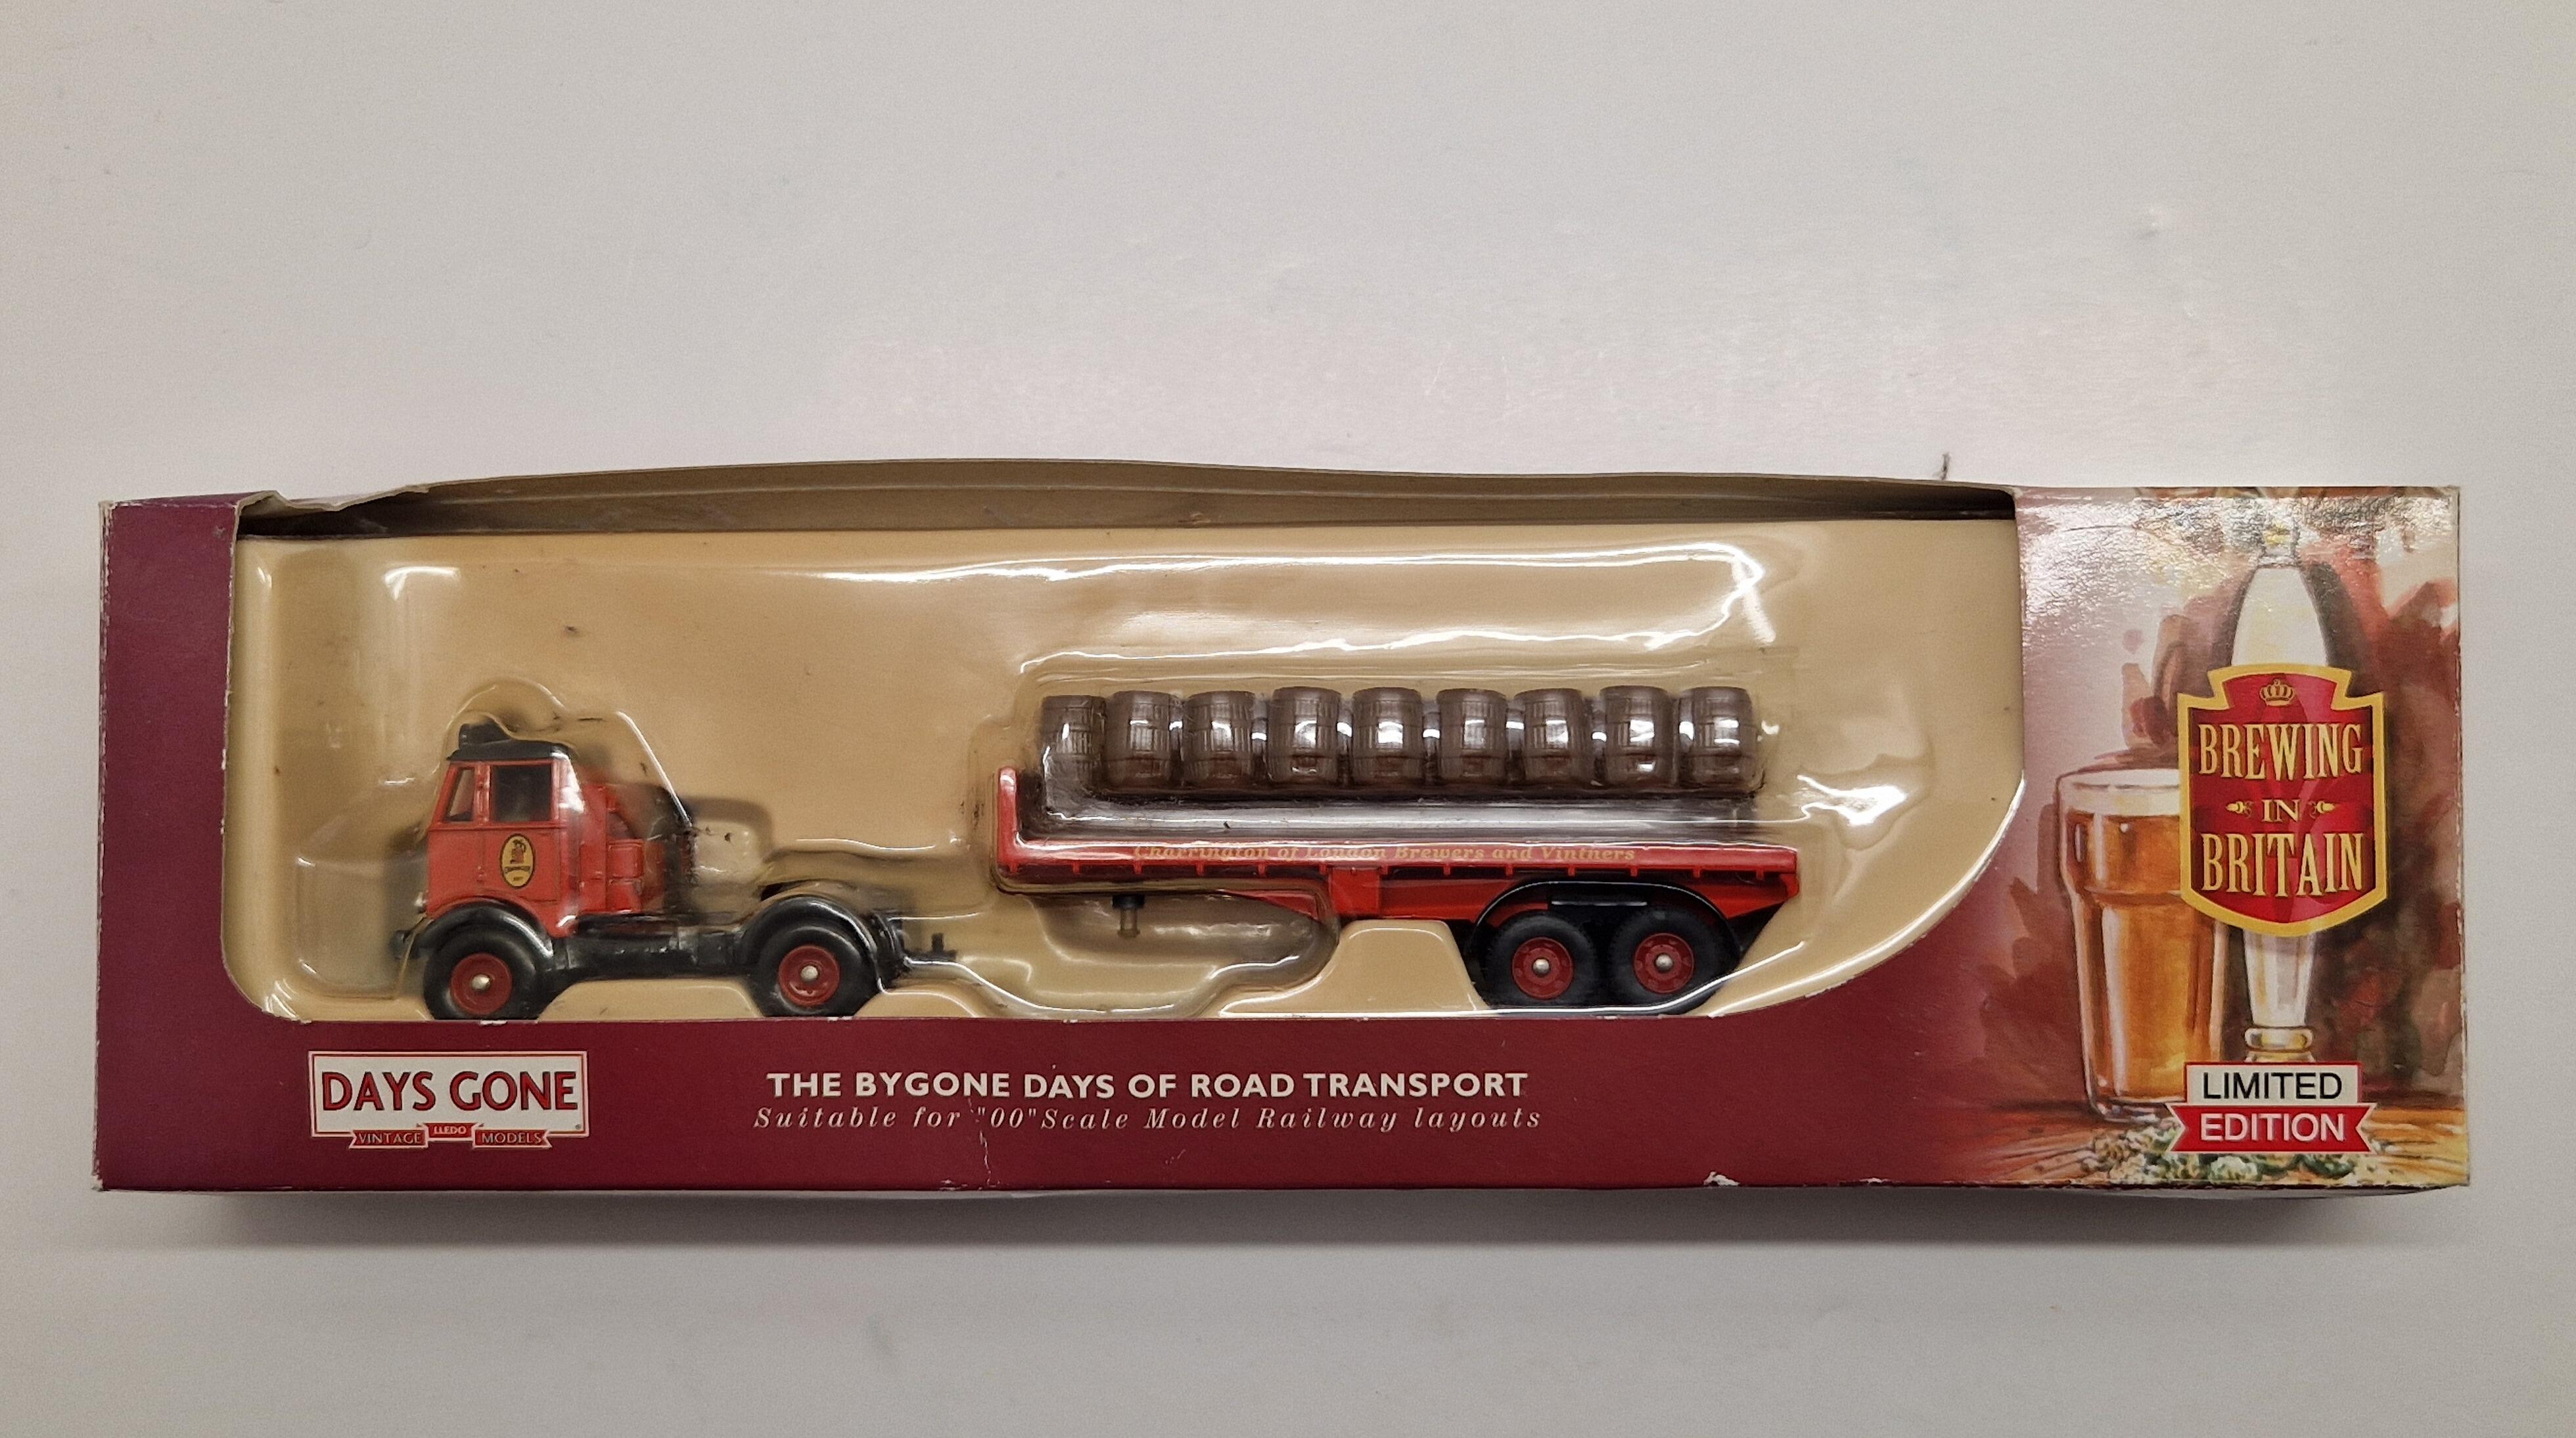 Charrington of London Brewers and Vintners
BREWING
IN
BRITAIN
DAYS GONE
VINTAGE LLEDO MODELS
THE BYGONE DAYS OF ROAD TRANSPORT
Suitable for "00" Scale Model Railway layouts
LIMITED
EDITION